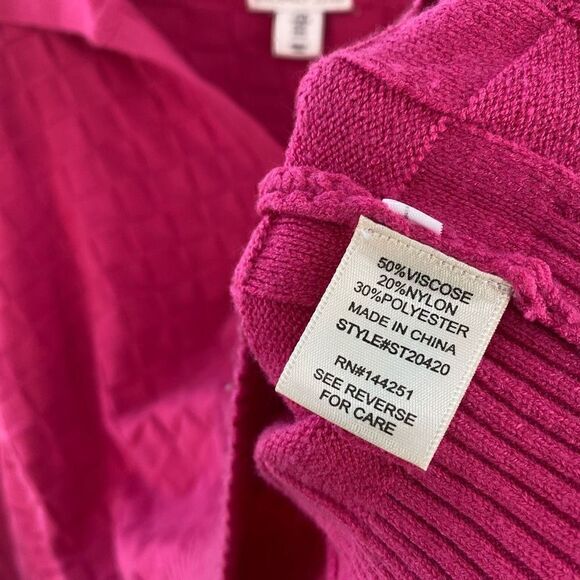 50%VISCOSE
20%NYLON
30%POLYESTER
MADE IN CHINA
STYLE#ST20420
RN#144251
SEE REVERSE
FOR CARE